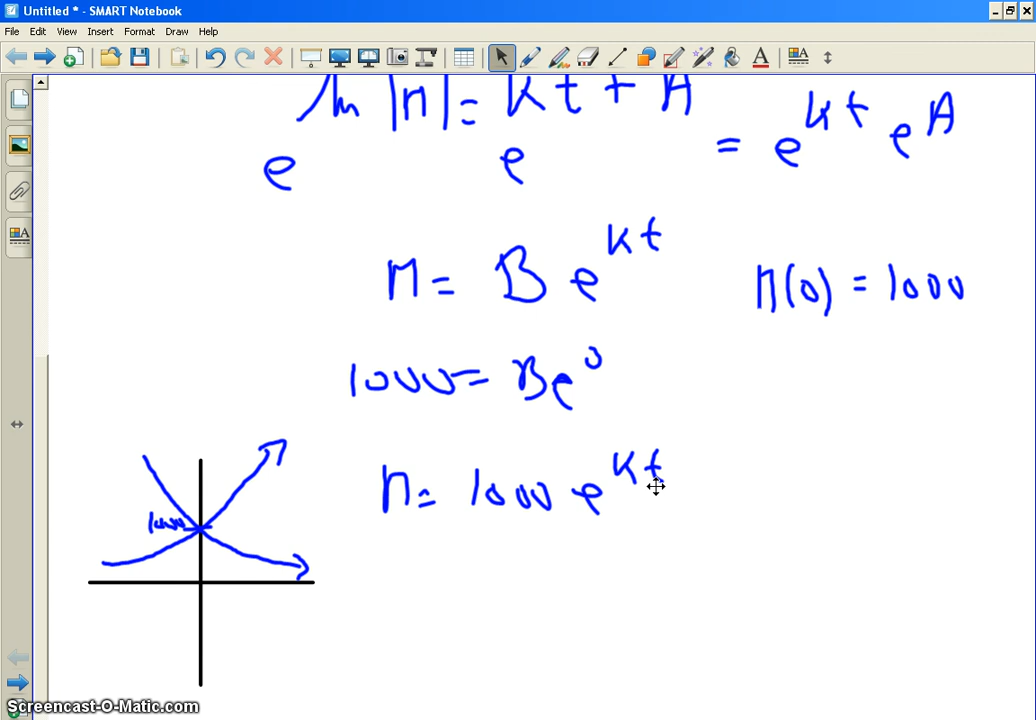 Untitled * - SMART Notebook
File Edit View Insert Format Draw Help
ln |n| = kt + A
e e = e^kt e^A
n = B e^kt n(0) = 1000
1000 = Be^0
n = 1000 e^kt
1000
Screencast-O-Matic.com